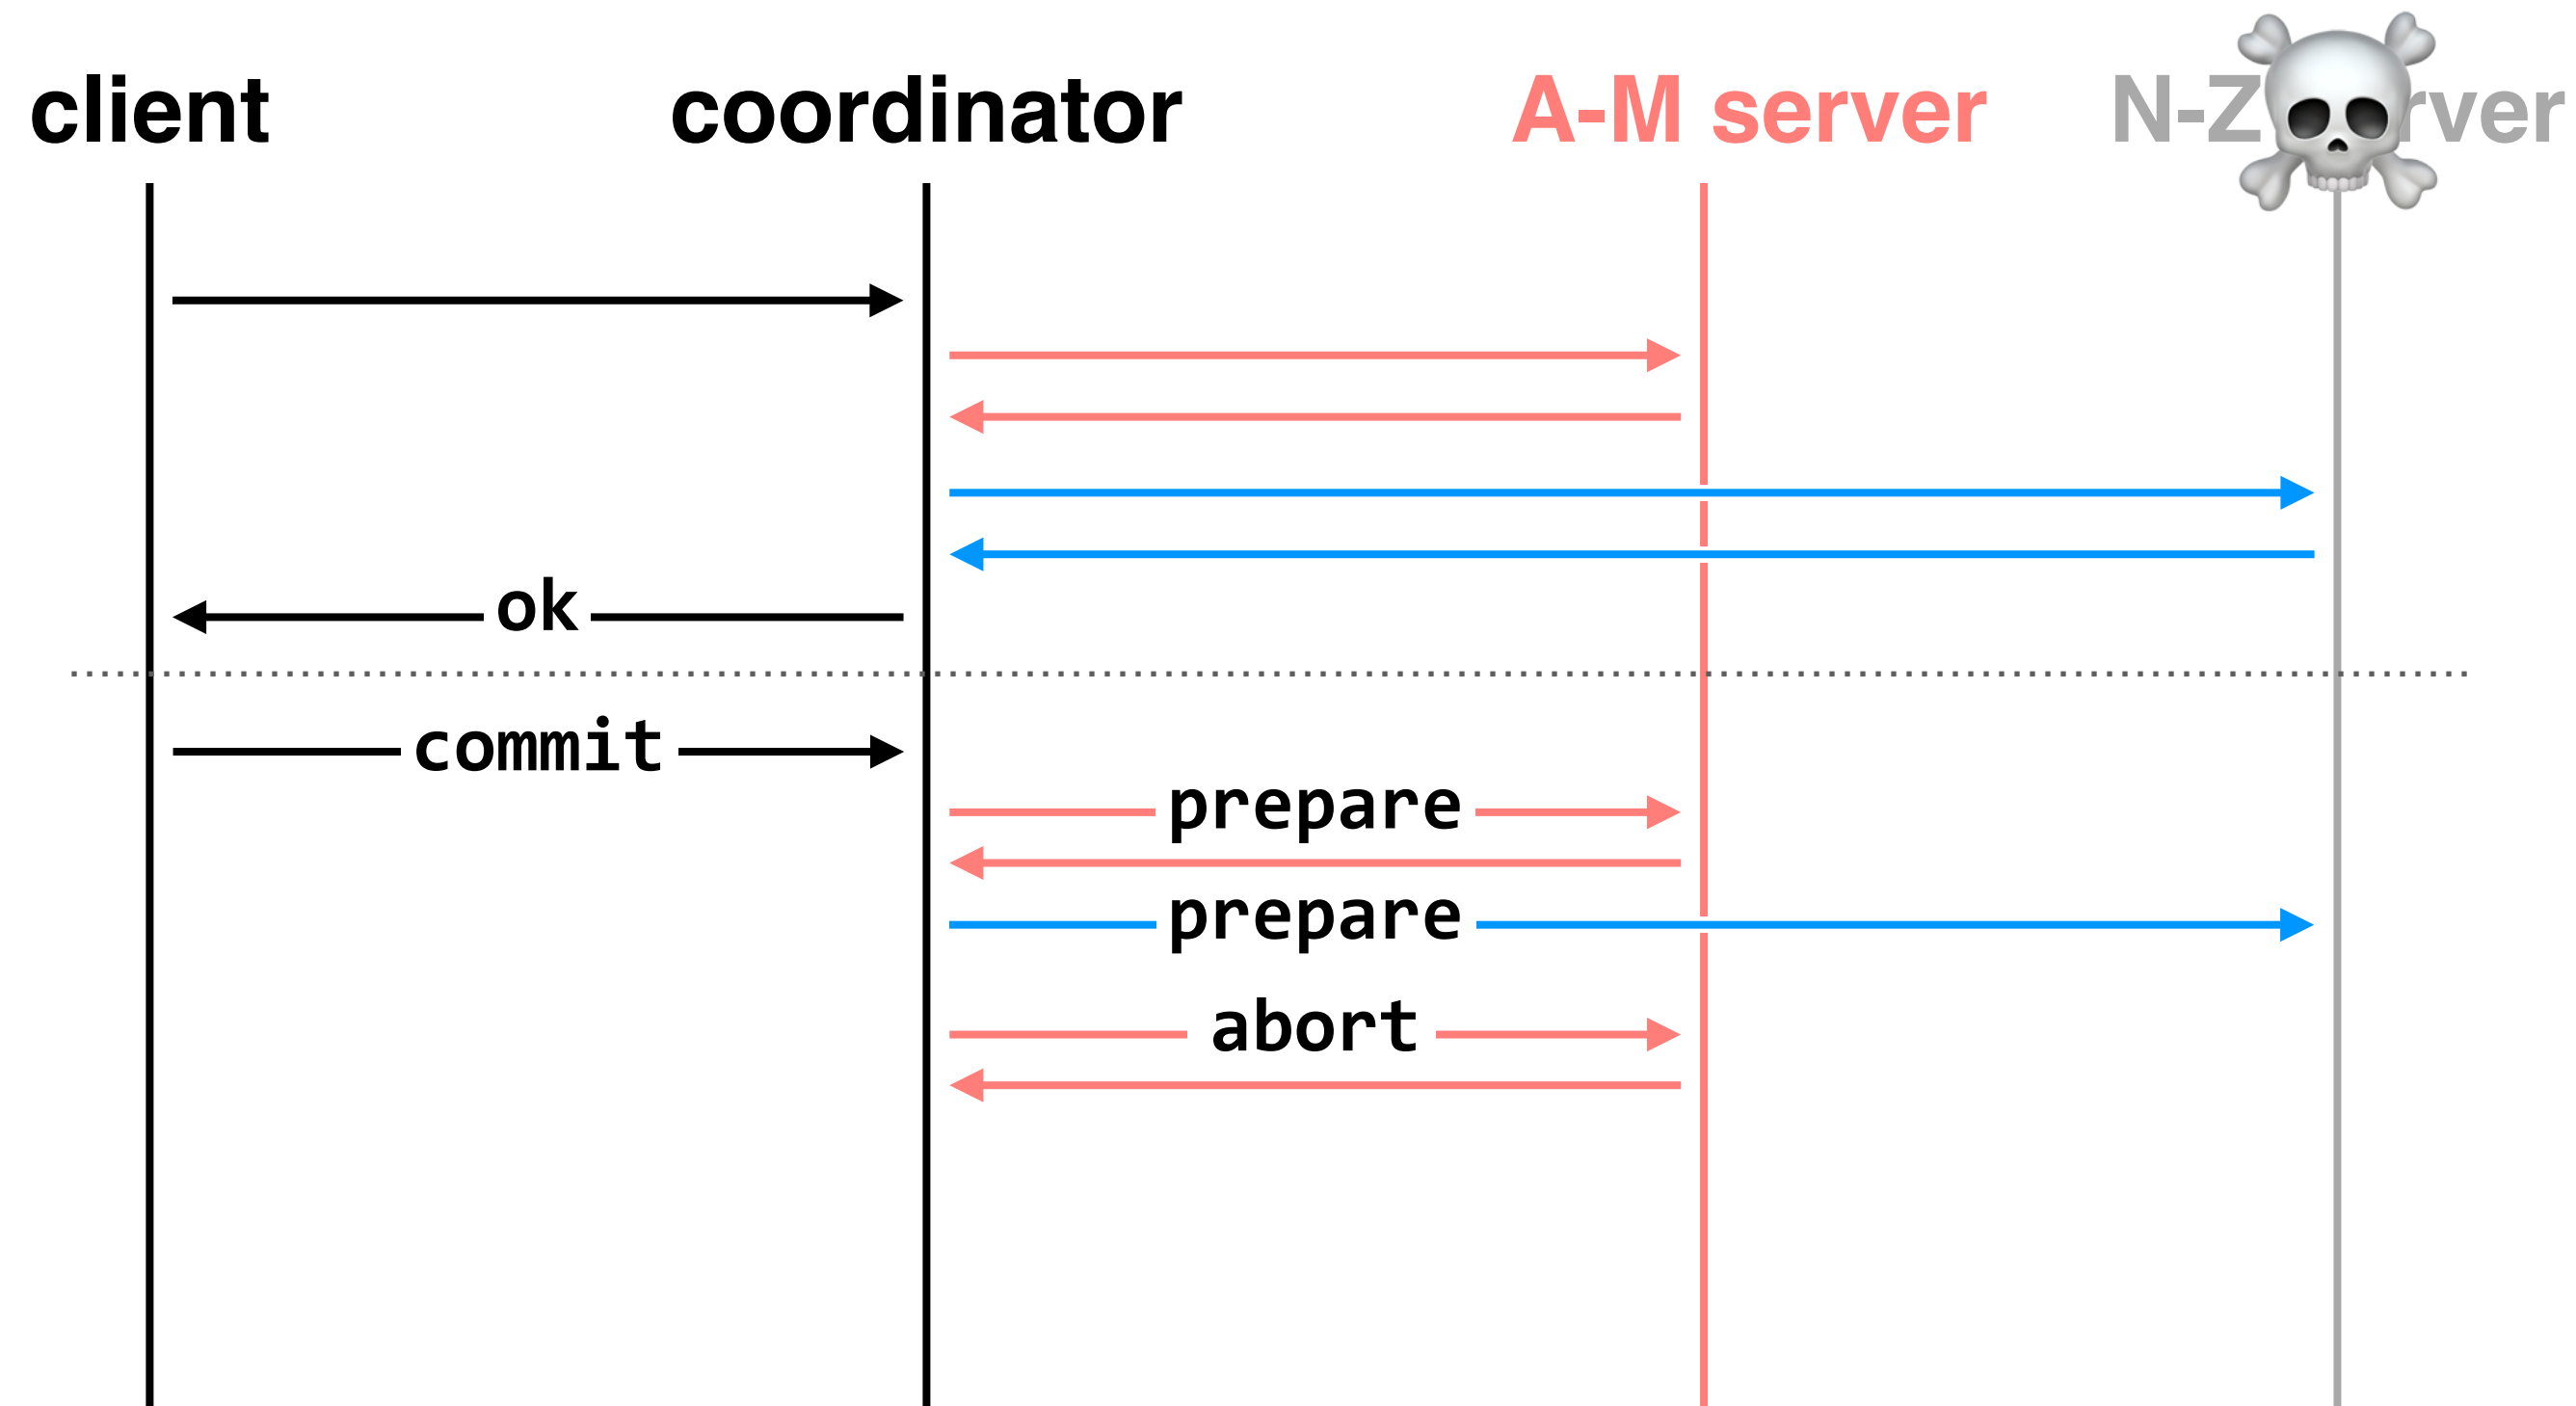 client
coordinator
A-M server
N-Z rver
ok
commit
prepare
prepare
abort